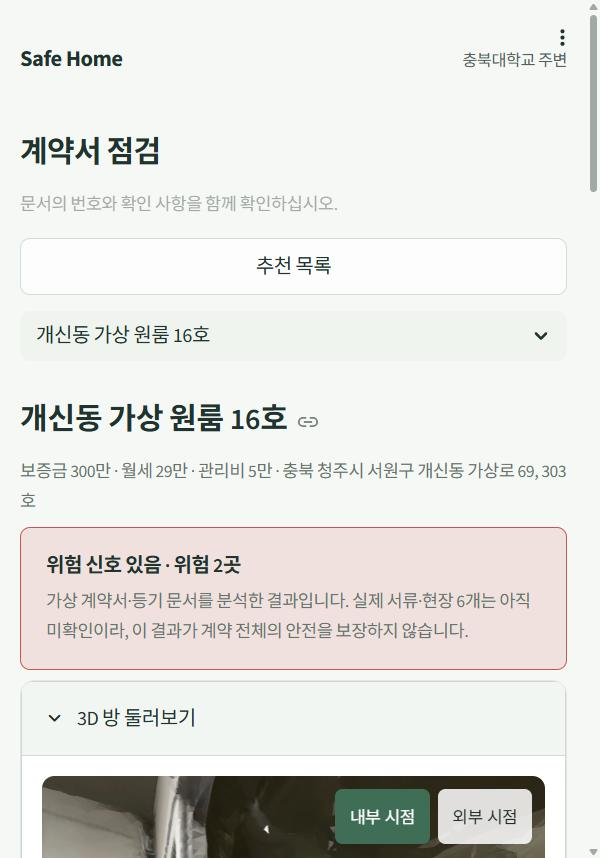 Safe Home
충북대학교 주변
계약서 점검
문서의 번호와 확인 사항을 함께 확인하십시오.
추천 목록
개신동 가상 원룸 16호
개신동 가상 원룸 16호
보증금 300만 · 월세 29만 · 관리비 5만 · 충북 청주시 서원구 개신동 가상로 69, 303
호
위험 신호 있음 · 위험 2곳
가상 계약서·등기 문서를 분석한 결과입니다. 실제 서류·현장 6개는 아직
미확인이라, 이 결과가 계약 전체의 안전을 보장하지 않습니다.
3D 방 둘러보기
내부 시점
외부 시점